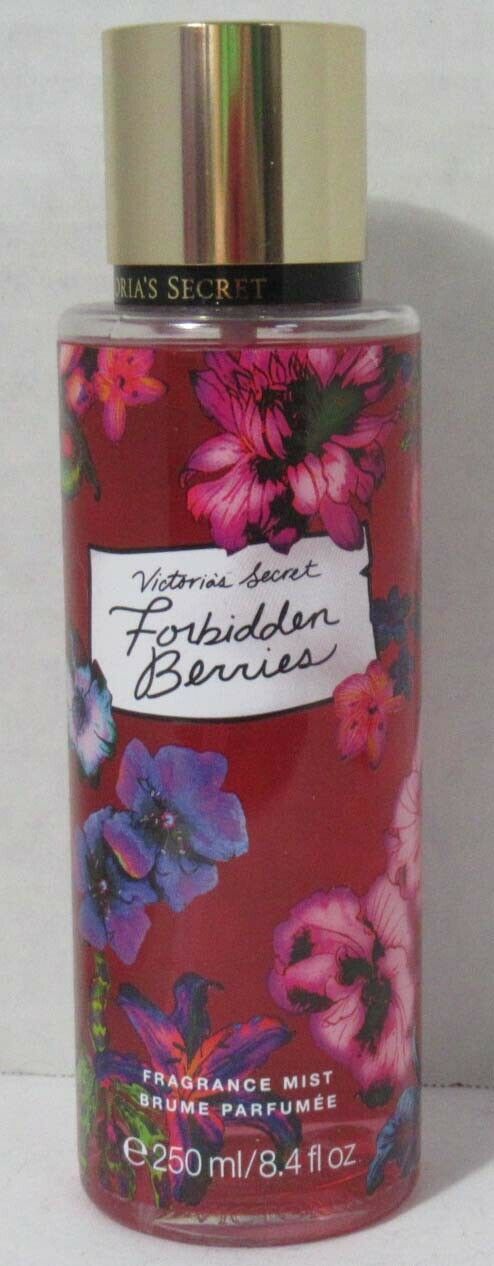 ORIA'S SECRET
Victoria's Secret
Forbidden
Berries
FRAGRANCE MIST
BRUME PARFUMÉE
℮250 ml/8.4 fl oz